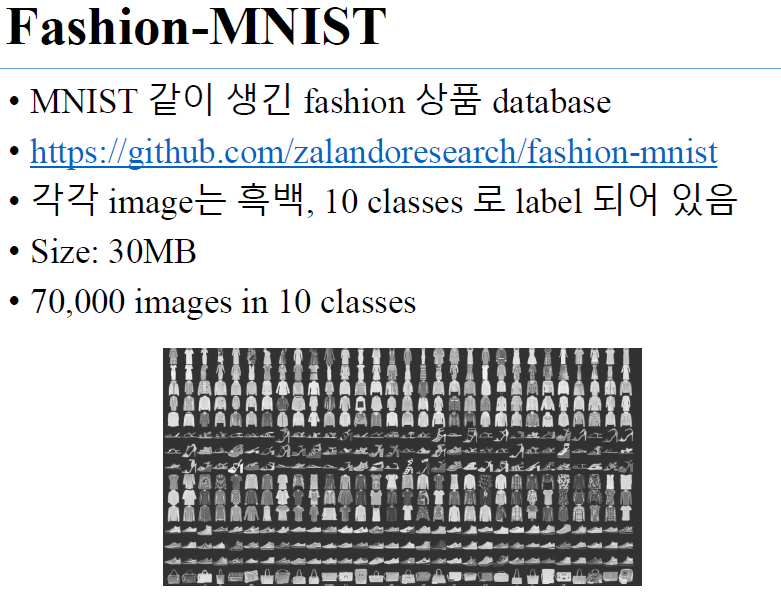 Fashion-MNIST
• MNIST 같이 생긴 fashion 상품 database
• https://github.com/zalandoresearch/fashion-mnist
• 각각 image는 흑백, 10 classes 로 label 되어 있음
• Size: 30MB
• 70,000 images in 10 classes